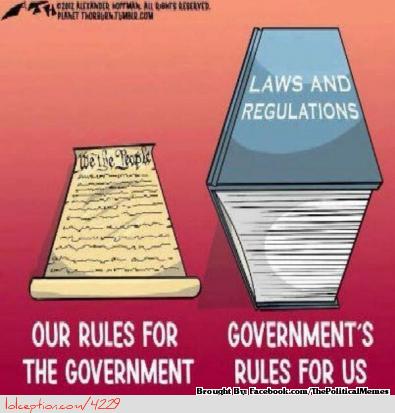 ©2012 ALEXANDER HOFFMAN. ALL RIGHTS RESERVED.
PLANET THORBURN.TUMBLR.COM
We the People
LAWS AND
REGULATIONS
OUR RULES FOR
THE GOVERNMENT
GOVERNMENT'S
RULES FOR US
Brought By Facebook.com/ThePoliticalMemes
lolception.com/4229